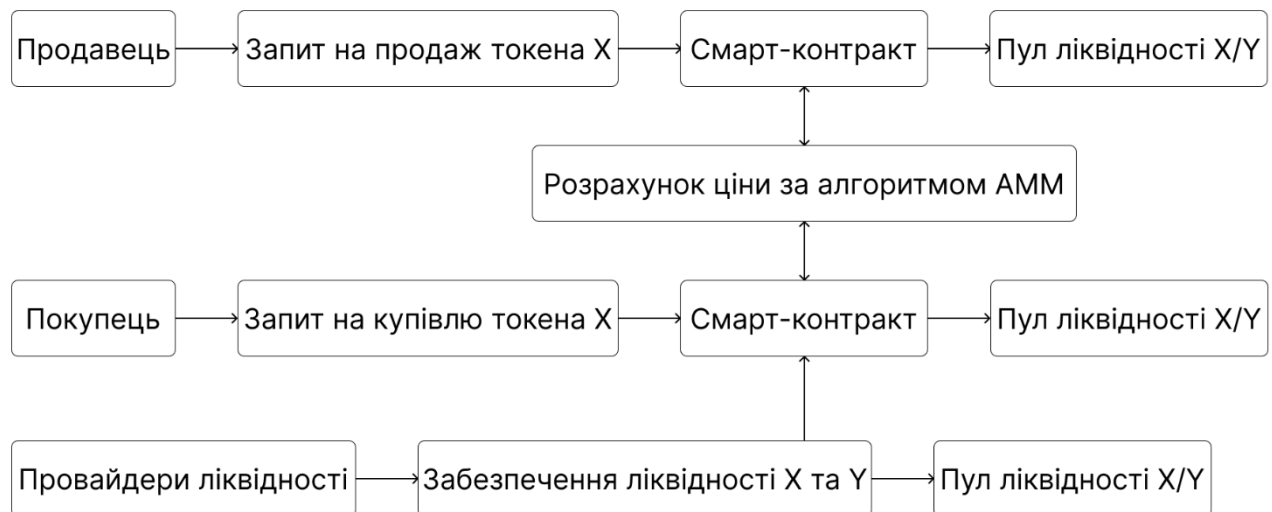 Продавець
Запит на продаж токена X
Смарт-контракт
Пул ліквідності X/Y
Розрахунок ціни за алгоритмом АММ
Покупець
Запит на купівлю токена X
Смарт-контракт
Пул ліквідності X/Y
Провайдери ліквідності
Забезпечення ліквідності X та Y
Пул ліквідності X/Y